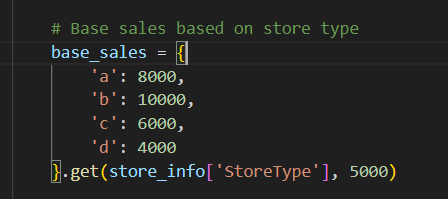 # Base sales based on store type
base_sales = {
    'a': 8000,
    'b': 10000,
    'c': 6000,
    'd': 4000
}.get(store_info['StoreType'], 5000)